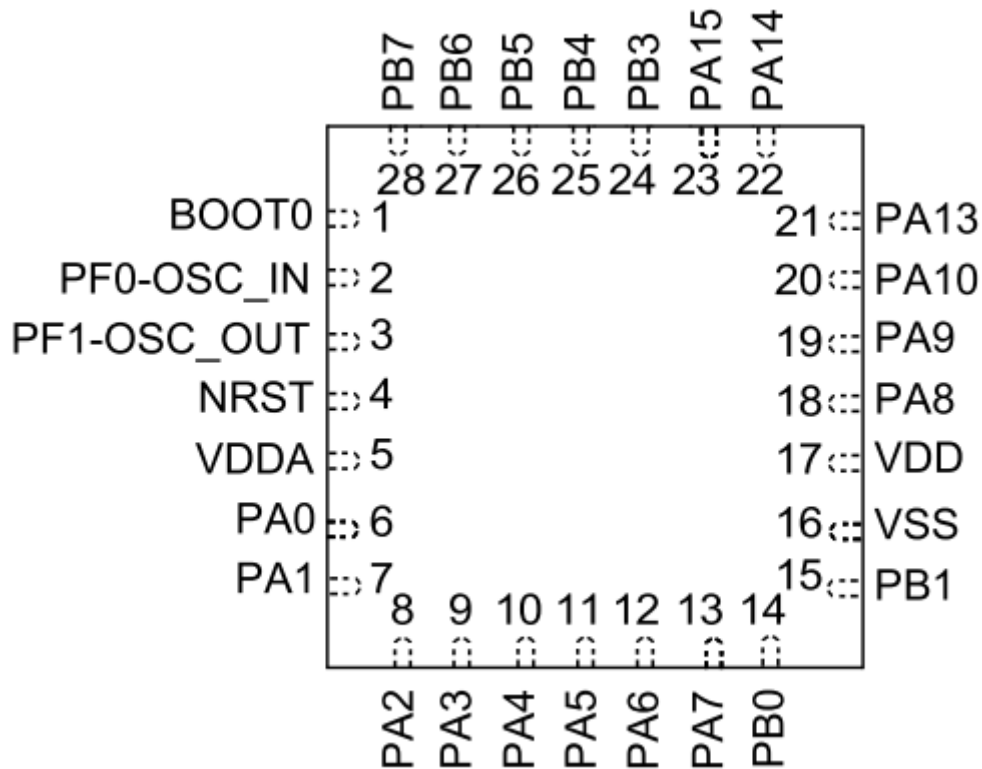 PB7
PB6
PB5
PB4
PB3
PA15
PA14
28 27 26 25 24 23 22
BOOT0 1
PF0-OSC_IN 2
PF1-OSC_OUT 3
NRST 4
VDDA 5
PA0 6
PA1 7
21 PA13
20 PA10
19 PA9
18 PA8
17 VDD
16 VSS
15 PB1
8 9 10 11 12 13 14
PA2
PA3
PA4
PA5
PA6
PA7
PB0